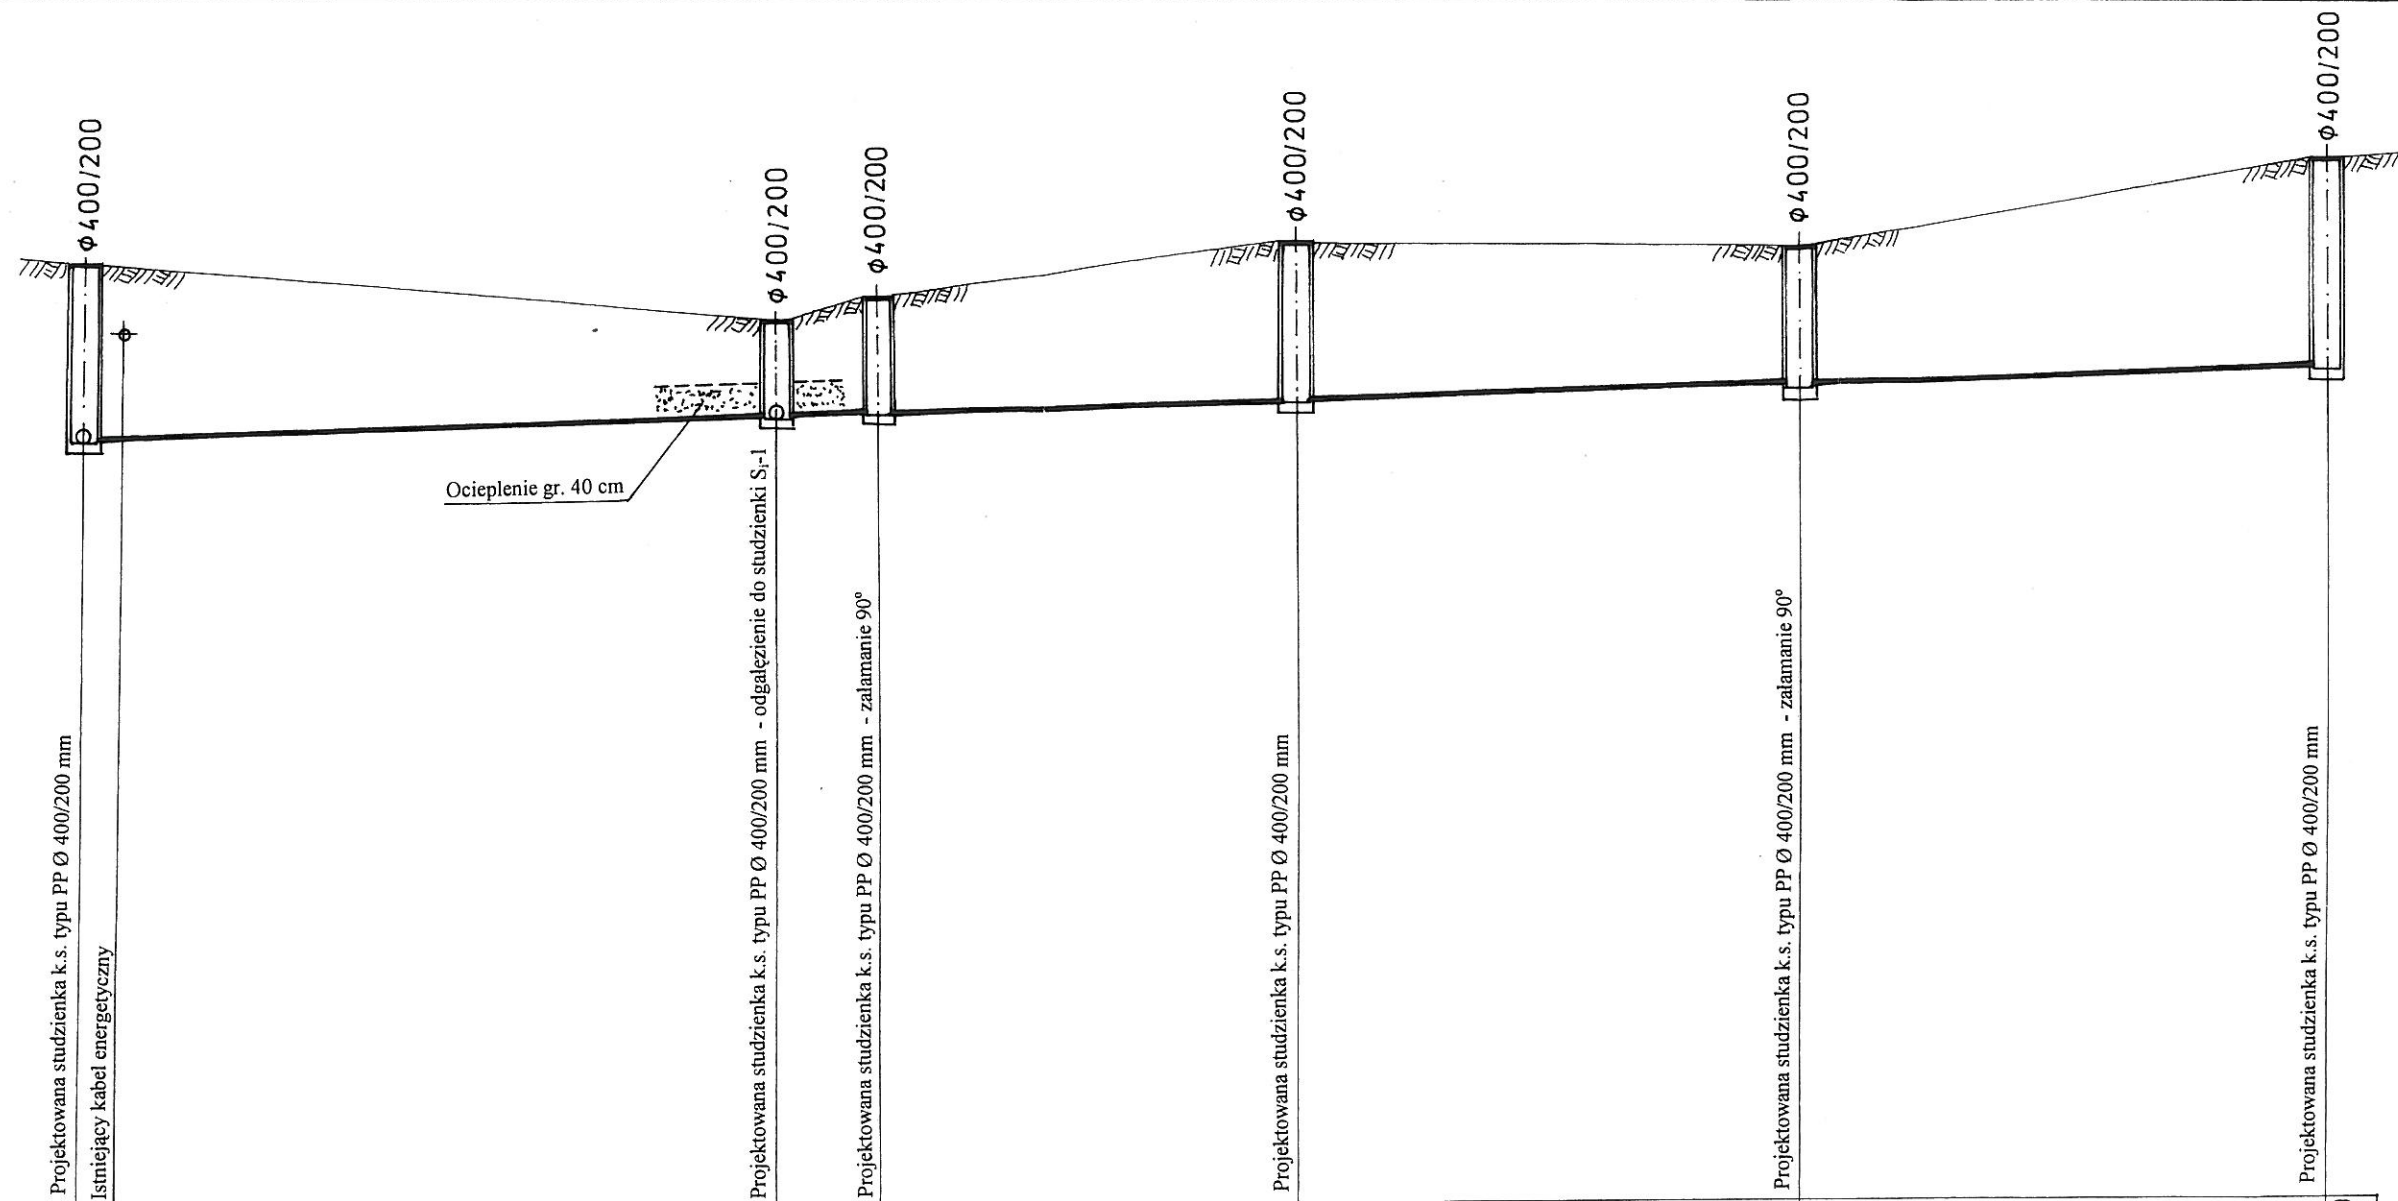 ϕ400/200
ϕ400/200
ϕ400/200
ϕ400/200
ϕ400/200
ϕ400/200
Ocieplenie gr. 40 cm
Projektowana studzienka k.s. typu PP Ø 400/200 mm
Istniejący kabel energetyczny
Projektowana studzienka k.s. typu PP Ø 400/200 mm - odgałęzienie do studzienki Sᵢ-1
Projektowana studzienka k.s. typu PP Ø 400/200 mm - załamanie 90°
Projektowana studzienka k.s. typu PP Ø 400/200 mm
Projektowana studzienka k.s. typu PP Ø 400/200 mm - załamanie 90°
Projektowana studzienka k.s. typu PP Ø 400/200 mm